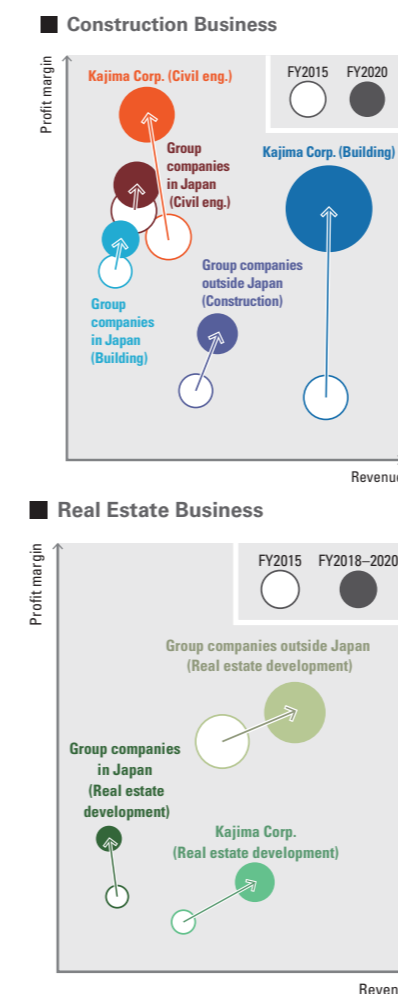 Construction Business
Profit margin
FY2015 FY2020
Kajima Corp. (Civil eng.)
Group
companies
in Japan
(Civil eng.)
Kajima Corp. (Building)
Group companies
outside Japan
(Construction)
Group
companies
in Japan
(Building)
Revenue
Real Estate Business
Profit margin
FY2015 FY2018–2020
Group companies outside Japan
(Real estate development)
Group companies
in Japan
(Real estate
development)
Kajima Corp.
(Real estate development)
Reven